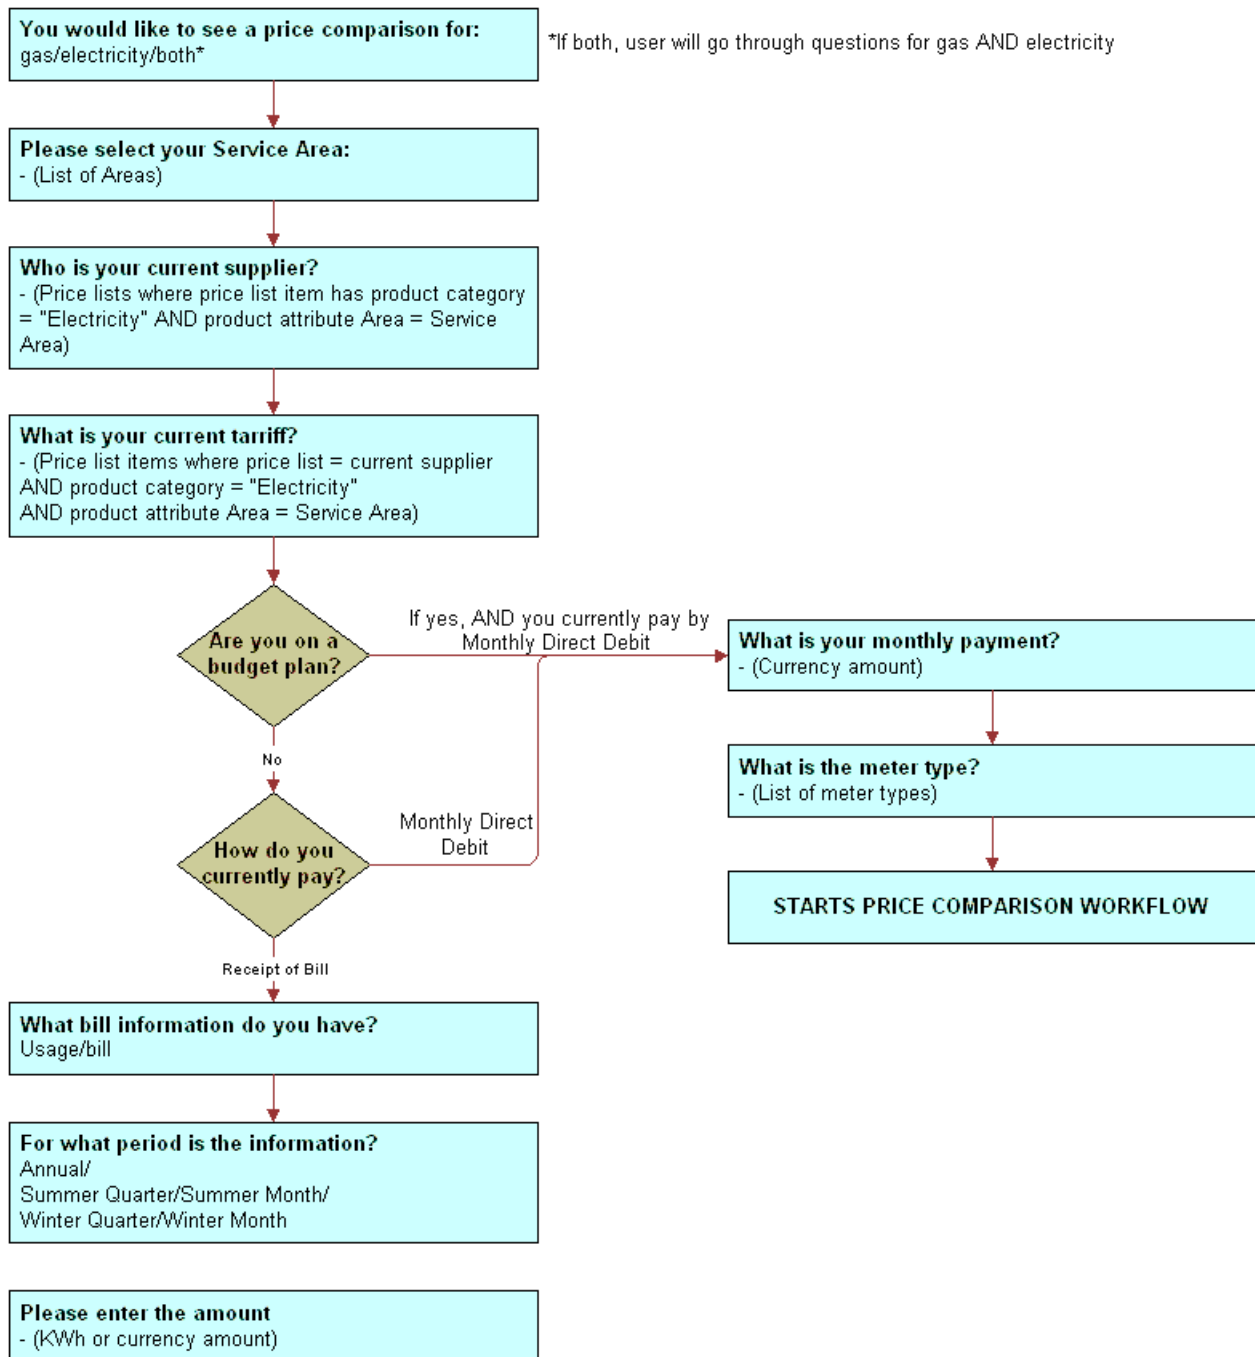 You would like to see a price comparison for:
gas/electricity/both*
*If both, user will go through questions for gas AND electricity
Please select your Service Area:
- (List of Areas)
Who is your current supplier?
- (Price lists where price list item has product category
= "Electricity" AND product attribute Area = Service
Area)
What is your current tarriff?
- (Price list items where price list = current supplier
AND product category = "Electricity"
AND product attribute Area = Service Area)
Are you on a
budget plan?
If yes, AND you currently pay by
Monthly Direct Debit
What is your monthly payment?
- (Currency amount)
No
What is the meter type?
- (List of meter types)
How do you
currently pay?
Monthly Direct
Debit
STARTS PRICE COMPARISON WORKFLOW
Receipt of Bill
What bill information do you have?
Usage/bill
For what period is the information?
Annual/
Summer Quarter/Summer Month/
Winter Quarter/Winter Month
Please enter the amount
- (KWh or currency amount)